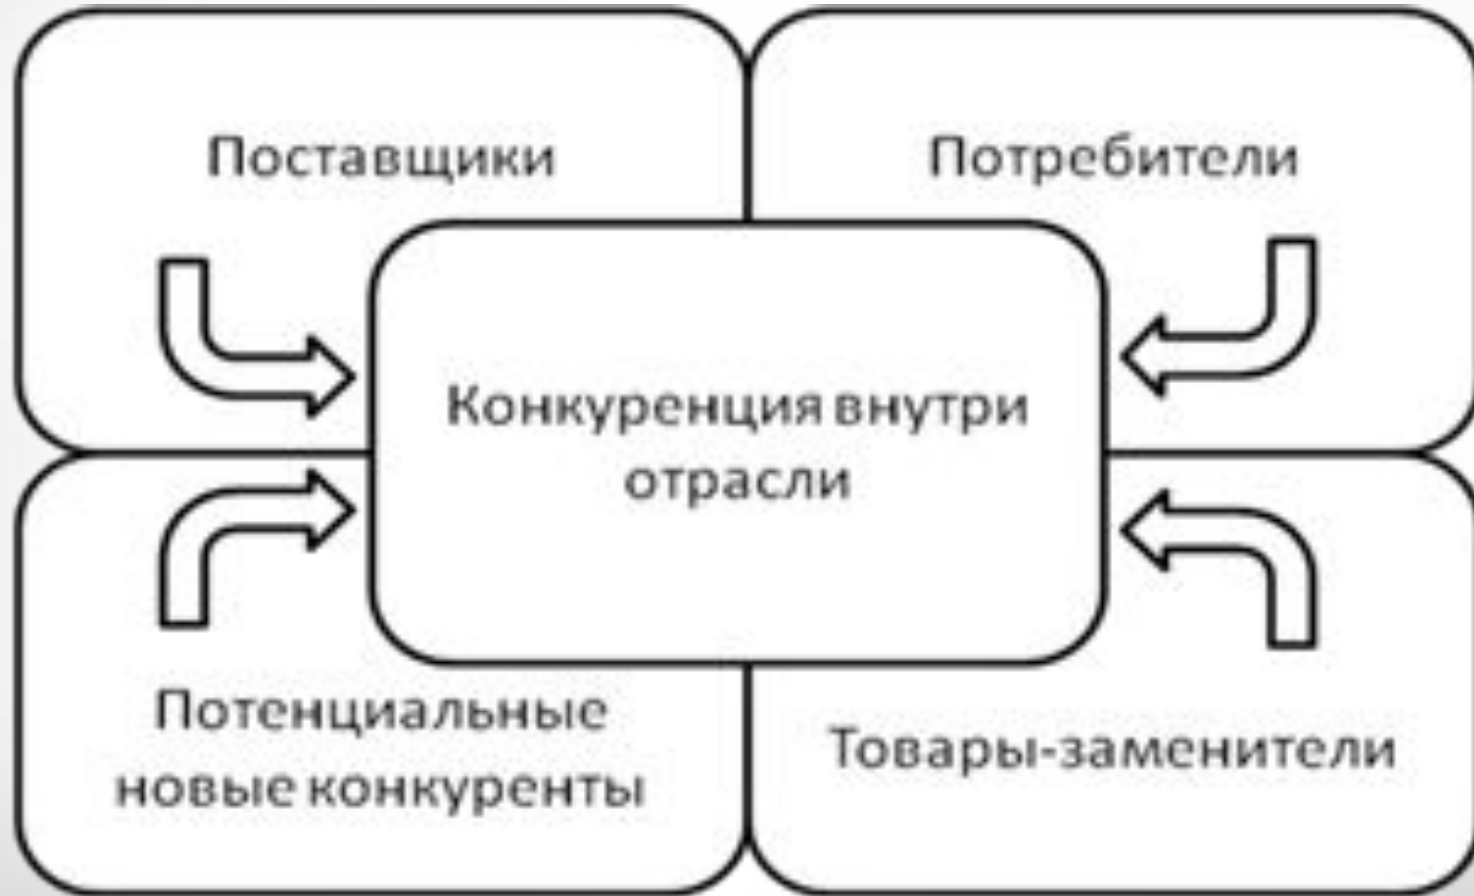 Поставщики
Потребители
Конкуренция внутри
отрасли
Потенциальные
новые конкуренты
Товары-заменители